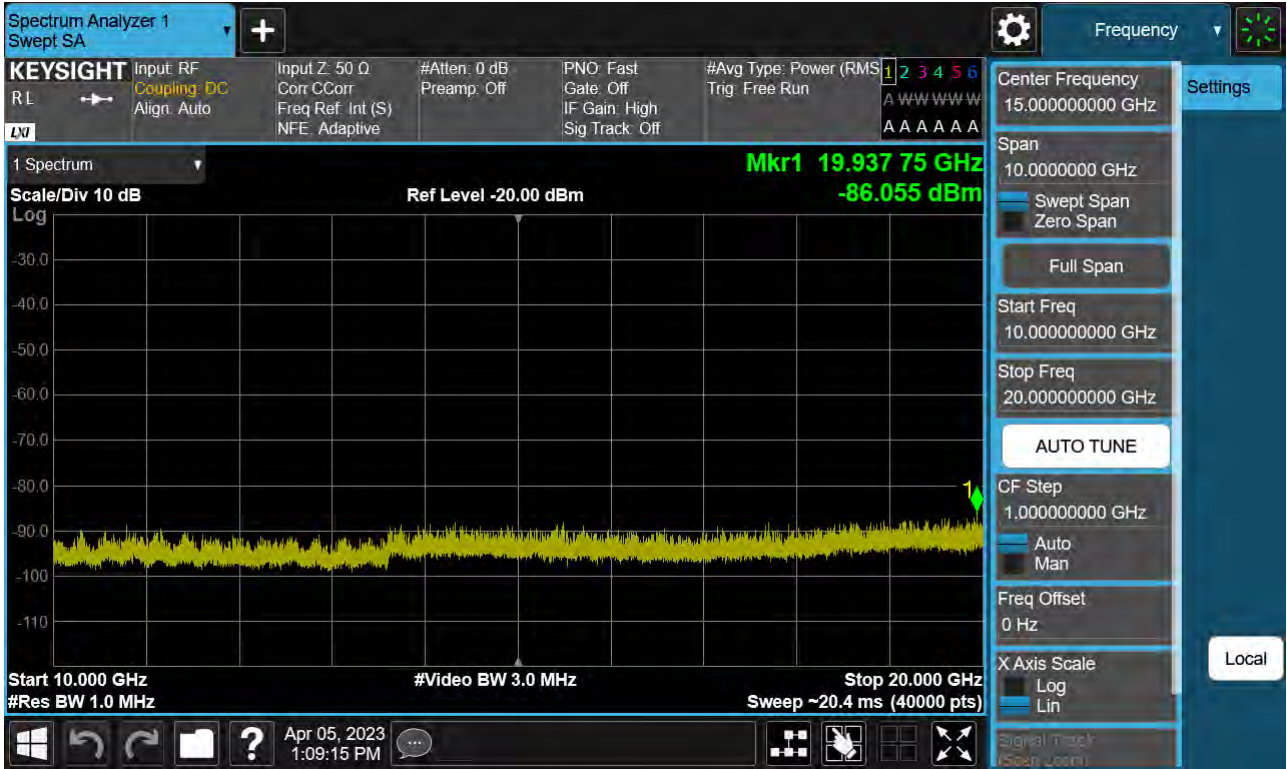 Spectrum Analyzer 1
Swept SA
+
Frequency
KEYSIGHT
RL
LXI
Input: RF
Coupling: DC
Align: Auto
Input Z: 50 Ω
Corr CCorr
Freq Ref: Int (S)
NFE: Adaptive
#Atten: 0 dB
Preamp: Off
PNO: Fast
Gate: Off
IF Gain: High
Sig Track: Off
#Avg Type: Power (RMS
Trig: Free Run
1 2 3 4 5 6
A W W W W W
A A A A A A
1 Spectrum
Scale/Div 10 dB
Ref Level -20.00 dBm
Mkr1 19.937 75 GHz
-86.055 dBm
Log
-30.0
-40.0
-50.0
-60.0
-70.0
-80.0
-90.0
-100
-110
1
Start 10.000 GHz
#Video BW 3.0 MHz
Stop 20.000 GHz
#Res BW 1.0 MHz
Sweep ~20.4 ms (40000 pts)
Center Frequency
15.000000000 GHz
Span
10.0000000 GHz
Swept Span
Zero Span
Full Span
Start Freq
10.000000000 GHz
Stop Freq
20.000000000 GHz
AUTO TUNE
CF Step
1.000000000 GHz
Auto
Man
Freq Offset
0 Hz
X Axis Scale
Log
Lin
Signal Track
(Span Zoom)
Settings
Local
?
Apr 05, 2023
1:09:15 PM